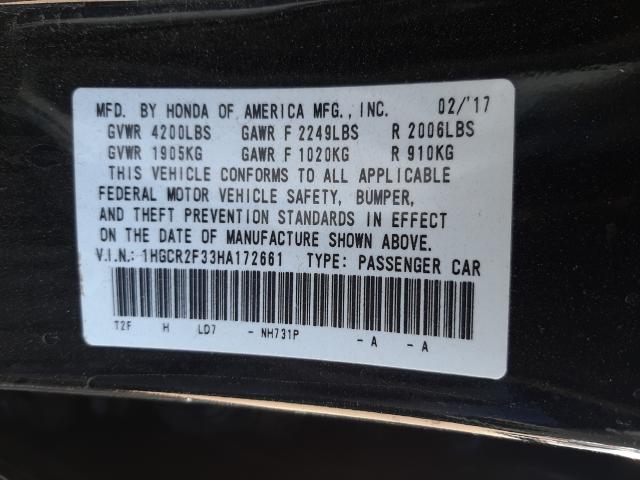 MFD. BY HONDA OF AMERICA MFG., INC. 02/'17
GVWR 4200LBS GAWR F 2249LBS R 2006LBS
GVWR 1905KG GAWR F 1020KG R 910KG
THIS VEHICLE CONFORMS TO ALL APPLICABLE
FEDERAL MOTOR VEHICLE SAFETY, BUMPER,
AND THEFT PREVENTION STANDARDS IN EFFECT
ON THE DATE OF MANUFACTURE SHOWN ABOVE.
V.I.N.: 1HGCR2F33HA172661 TYPE: PASSENGER CAR
T2F H LD7 - NH731P - A - A